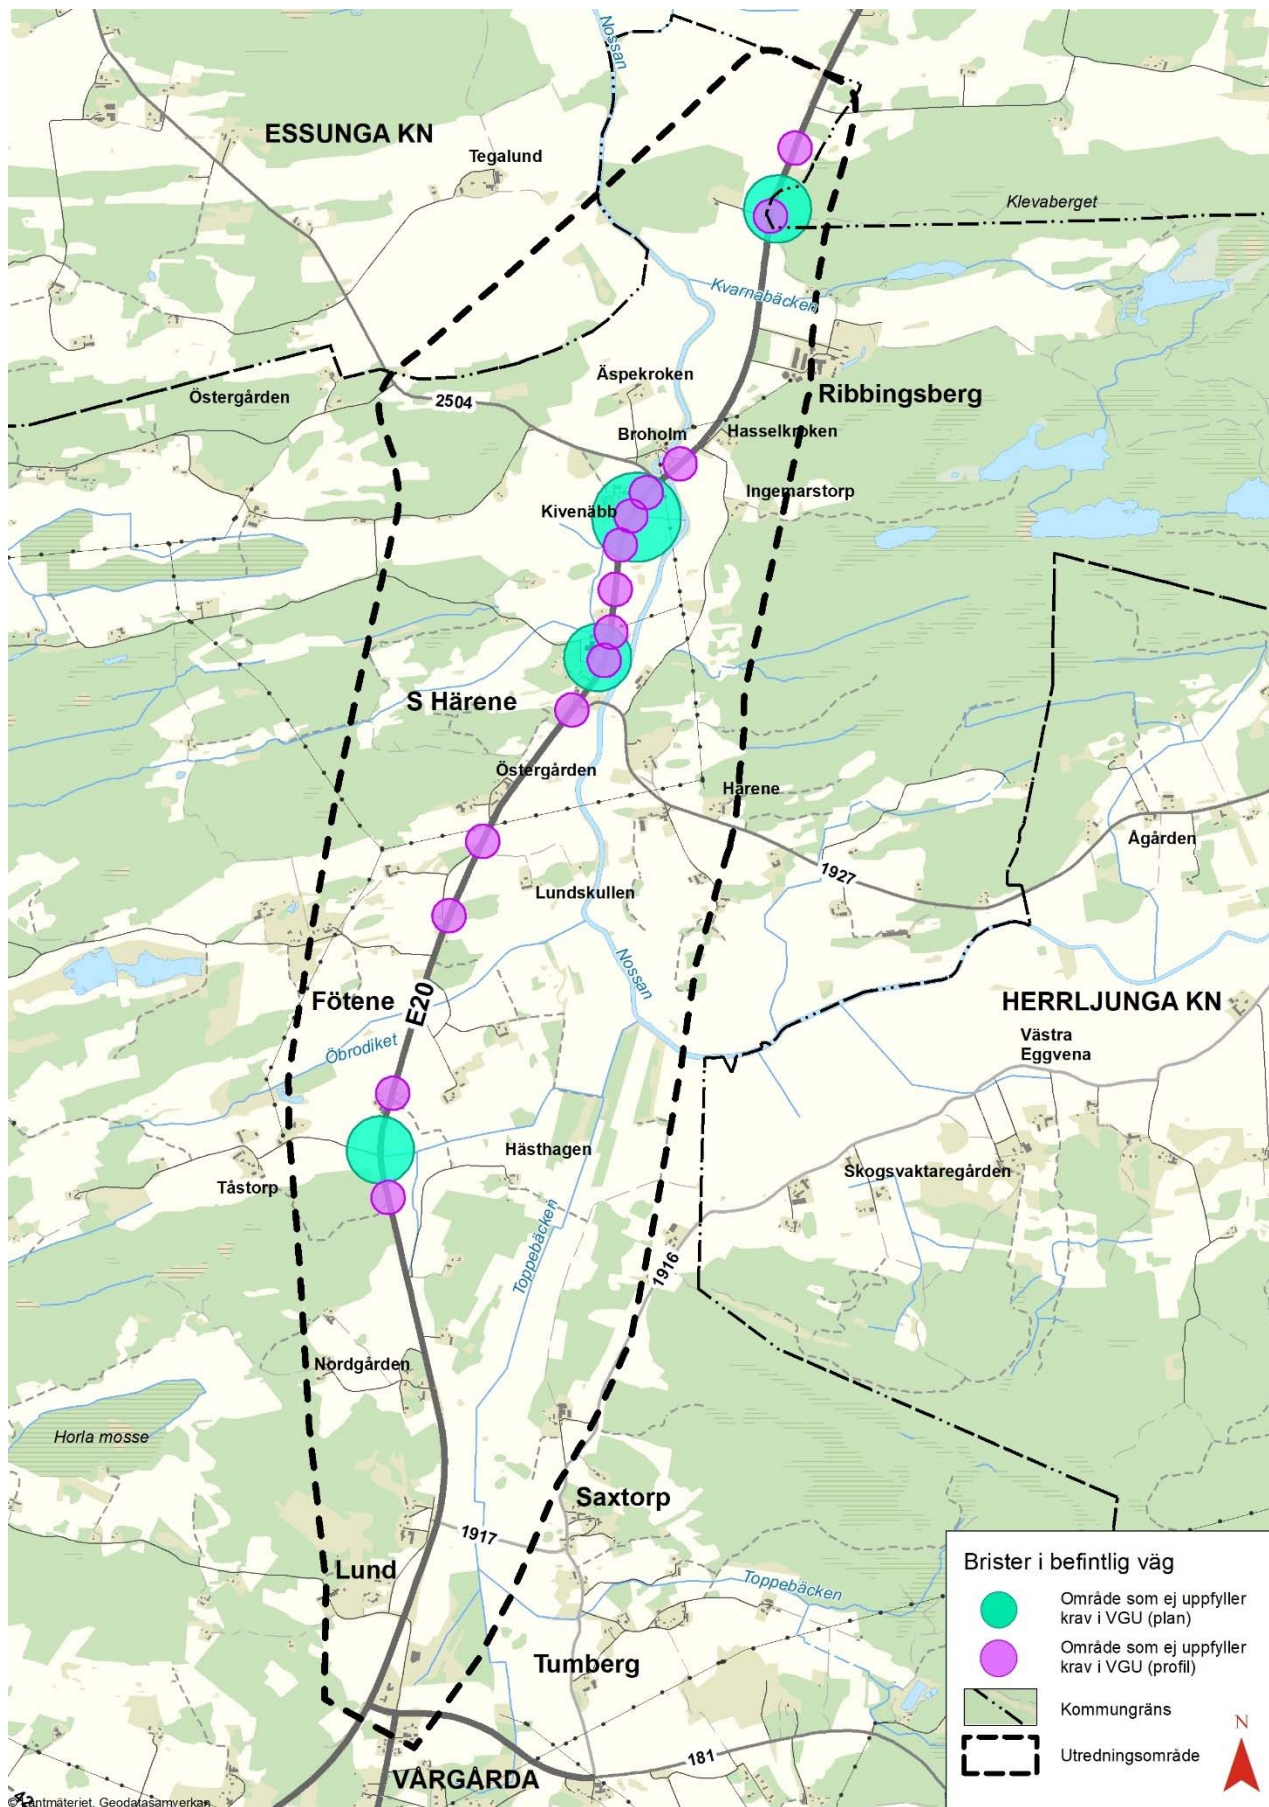 Nossan
ESSUNGA KN
Tegalund
Klevaberget
Kvarnabäcken
Äspekroken
Östergården
2504
Ribbingsberg
Broholm
Hasselkroken
Ingemarstorp
Kivenäbb
S Härene
Östergården
Härene
Ågården
1927
Lundskullen
Nossan
Fötene
E20
HERRLJUNGA KN
Västra
Eggvena
Öbrodiket
Hästhagen
Skogsvaktaregården
Tåstorp
Toppebäcken
1916
Nordgården
Horla mosse
Saxtorp
1917
Lund
Toppebäcken
Tumberg
181
VÅRGÅRDA
Brister i befintlig väg
Område som ej uppfyller
krav i VGU (plan)
Område som ej uppfyller
krav i VGU (profil)
Kommungräns
Utredningsområde
N
© Lantmäteriet, Geodatasamverkan